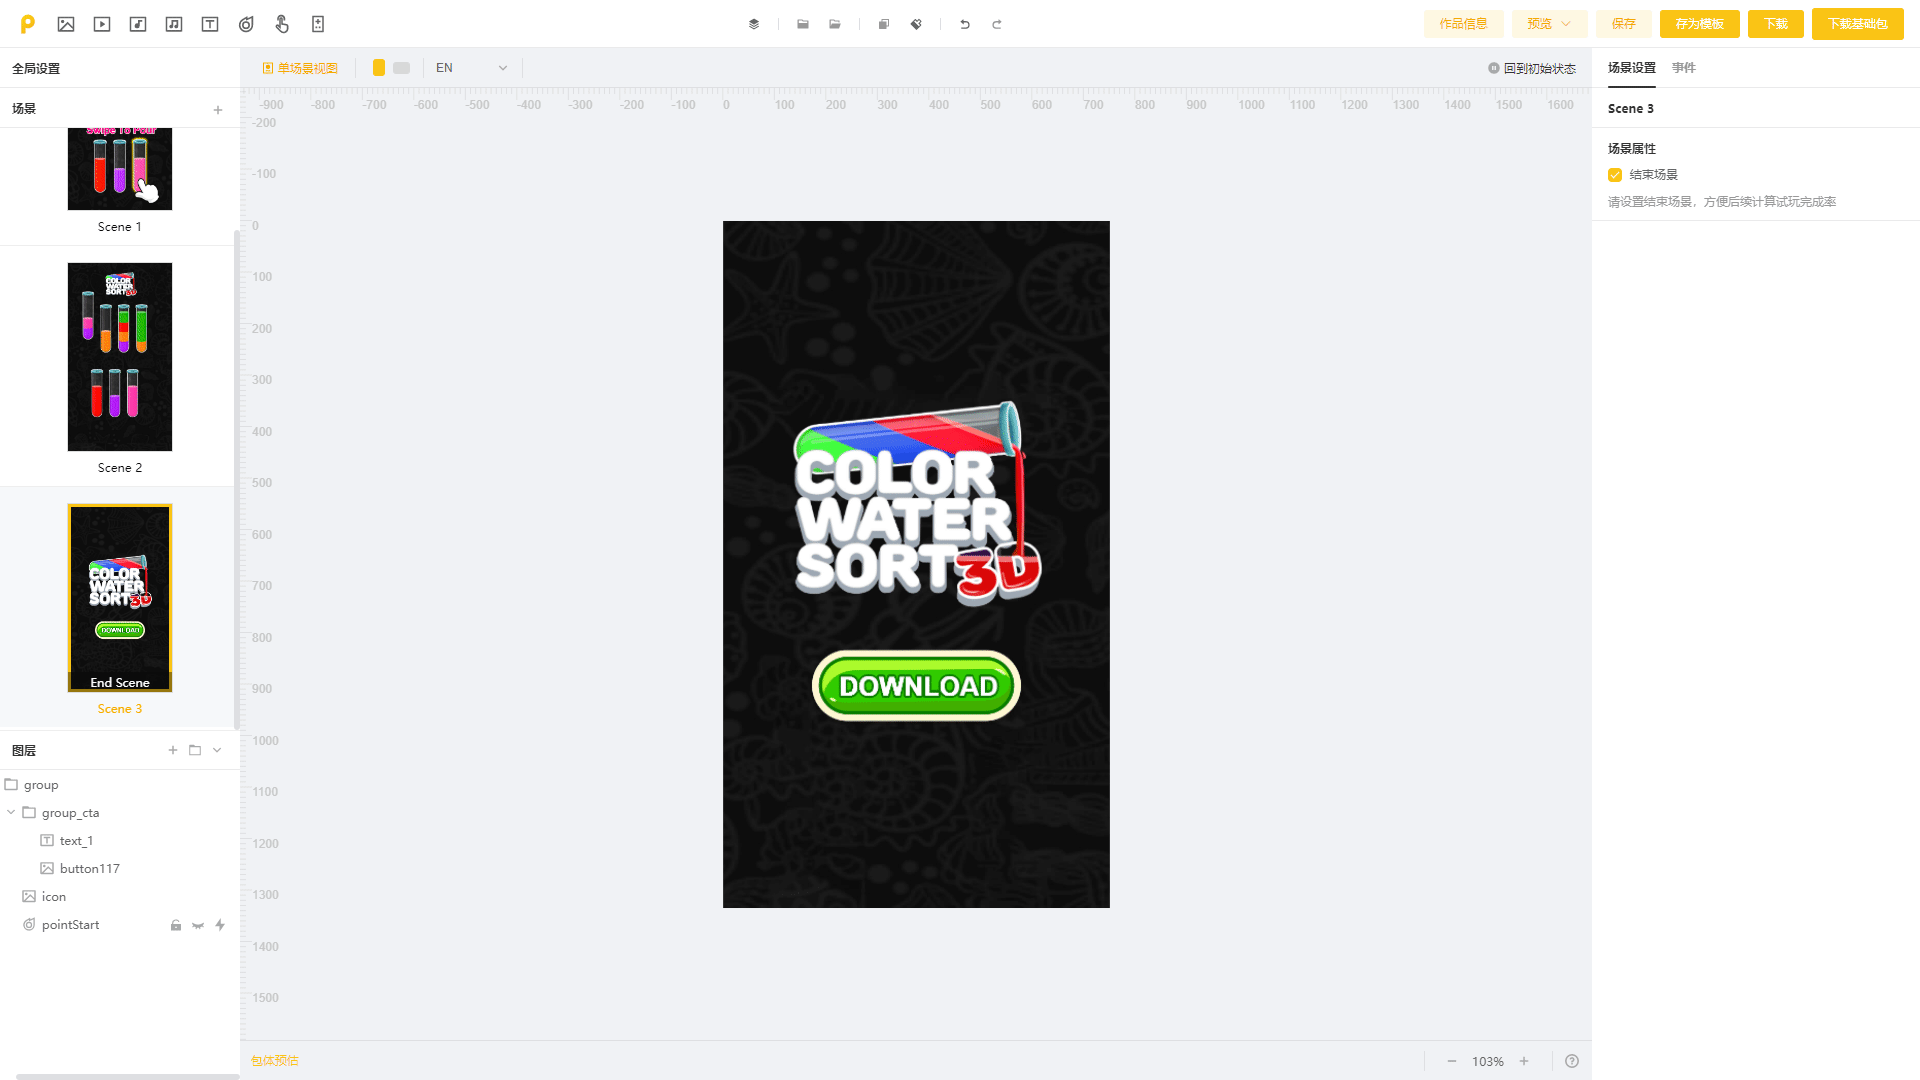 作品信息
预览
保存
存为模板
下载
下载基础包
全局设置
单场景视图
EN
回到初始状态
场景设置
事件
场景
-900 -800 -700 -600 -500 -400 -300 -200 -100 0 100 200 300 400 500 600 700 800 900 1000 1100 1200 1300 1400 1500 1600
Scene 3
-200
-100
0
100
200
300
400
500
600
700
800
900
1000
1100
1200
1300
1400
1500
场景属性
结束场景
请设置结束场景，方便后续计算试玩完成率
Swipe To Pour
Scene 1
COLOR
WATER
SORT 3D
Scene 2
COLOR
WATER
SORT 3D
DOWNLOAD
End Scene
Scene 3
COLOR
WATER
SORT 3D
DOWNLOAD
图层
group
group_cta
text_1
button117
icon
pointStart
包体预估
103%